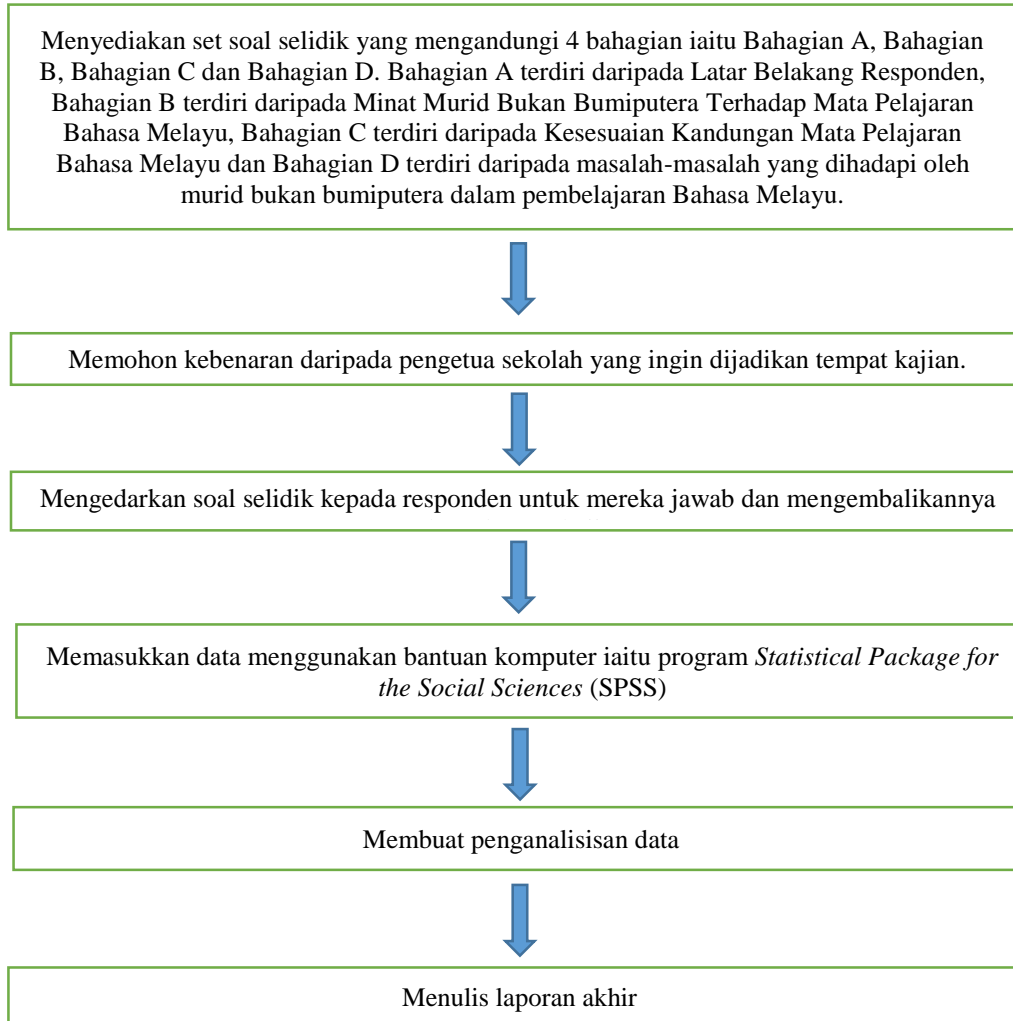 Menyediakan set soal selidik yang mengandungi 4 bahagian iaitu Bahagian A, Bahagian
B, Bahagian C dan Bahagian D. Bahagian A terdiri daripada Latar Belakang Responden,
Bahagian B terdiri daripada Minat Murid Bukan Bumiputera Terhadap Mata Pelajaran
Bahasa Melayu, Bahagian C terdiri daripada Kesesuaian Kandungan Mata Pelajaran
Bahasa Melayu dan Bahagian D terdiri daripada masalah-masalah yang dihadapi oleh
murid bukan bumiputera dalam pembelajaran Bahasa Melayu.
Memohon kebenaran daripada pengetua sekolah yang ingin dijadikan tempat kajian.
Mengedarkan soal selidik kepada responden untuk mereka jawab dan mengembalikannya
Memasukkan data menggunakan bantuan komputer iaitu program Statistical Package for
the Social Sciences (SPSS)
Membuat penganalisisan data
Menulis laporan akhir